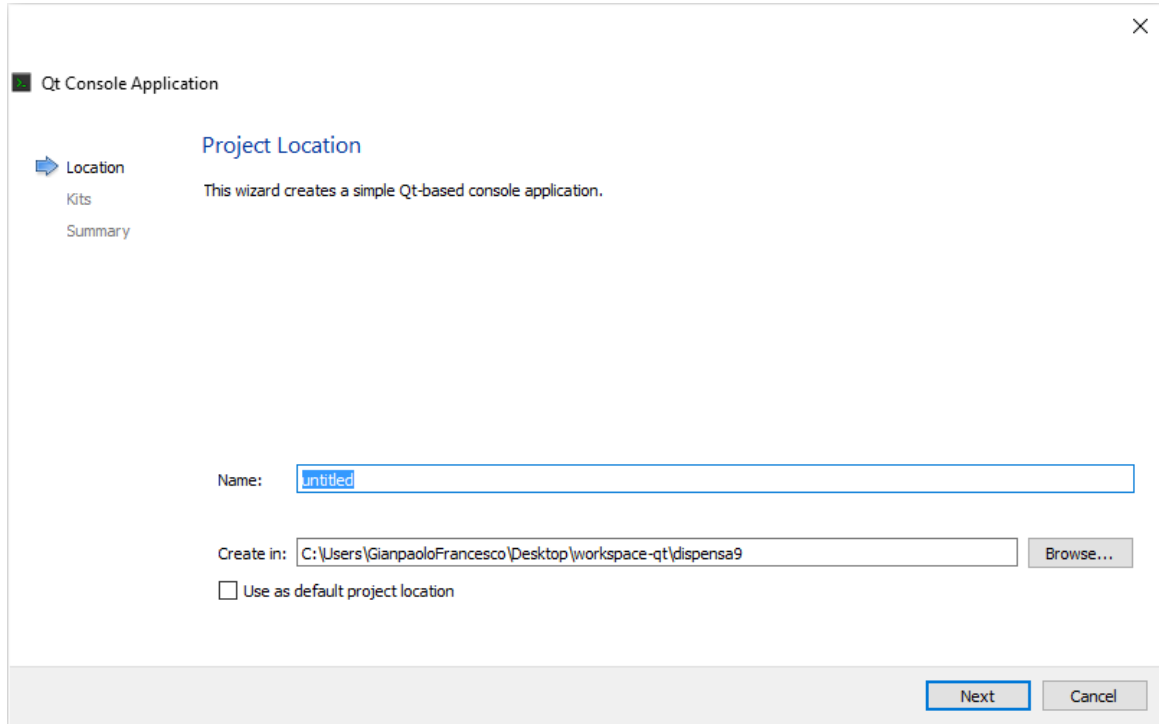 Qt Console Application
Project Location
Location
This wizard creates a simple Qt-based console application.
Kits
Summary
Name: untitled
Create in: C:\Users\GianpaoloFrancesco\Desktop\workspace-qt\dispensa9 Browse...
Use as default project location
Next Cancel